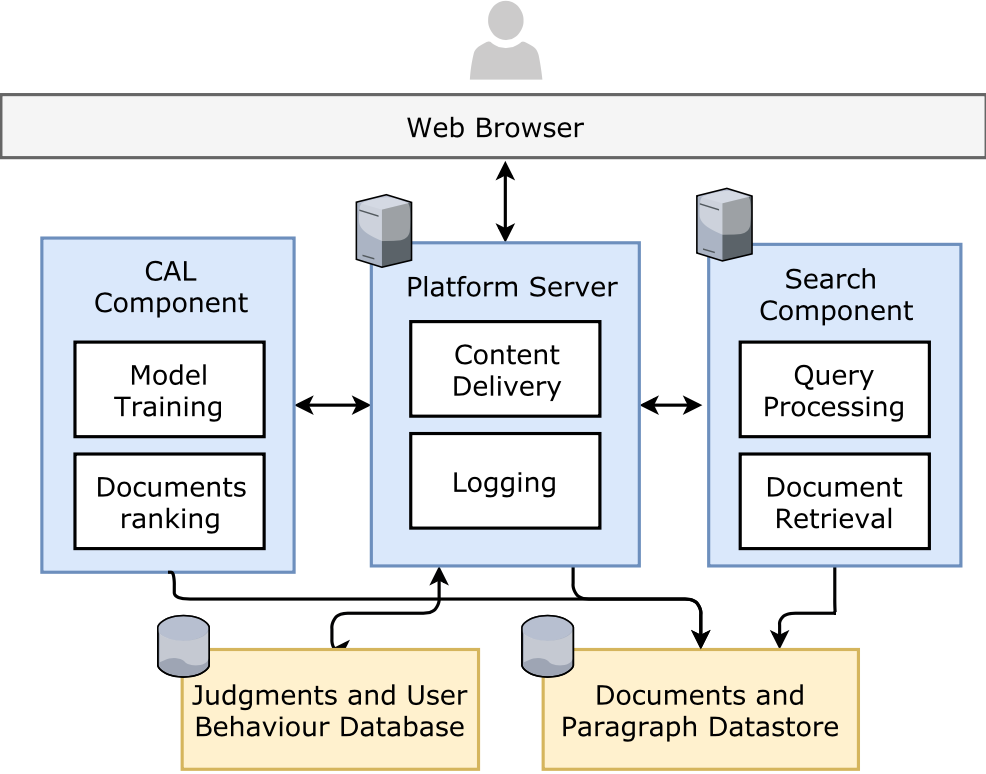 Web Browser
CAL
Component
Model
Training
Documents
ranking
Platform Server
Content
Delivery
Logging
Search
Component
Query
Processing
Document
Retrieval
Judgments and User
Behaviour Database
Documents and
Paragraph Datastore